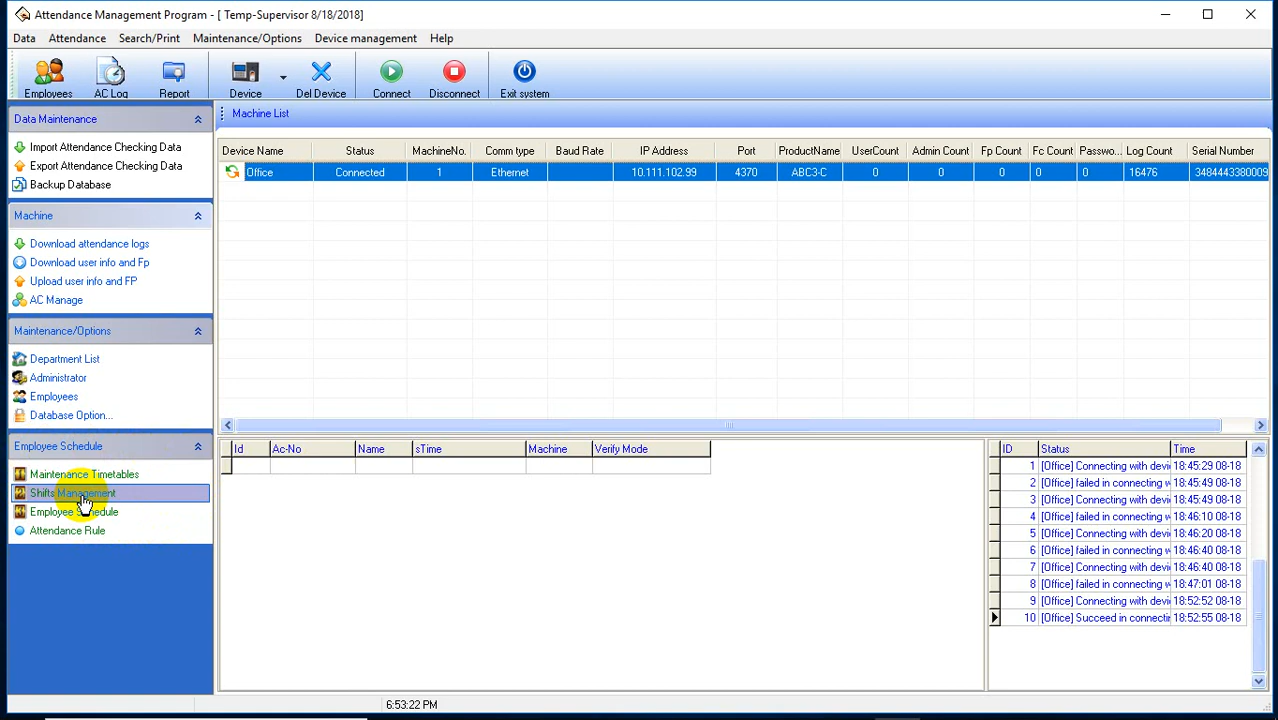 Attendance Management Program - [ Temp-Supervisor 8/18/2018]
Data Attendance Search/Print Maintenance/Options Device management Help
Employees AC Log Report Device Del Device Connect Disconnect Exit system
Data Maintenance
Import Attendance Checking Data
Export Attendance Checking Data
Backup Database
Machine
Download attendance logs
Download user info and Fp
Upload user info and FP
AC Manage
Maintenance/Options
Department List
Administrator
Employees
Database Option...
Employee Schedule
Maintenance Timetables
Shifts Management
Employee Schedule
Attendance Rule
Machine List
Device Name Status MachineNo. Comm type Baud Rate IP Address Port ProductName UserCount Admin Count Fp Count Fc Count Passwo... Log Count Serial Number
Office Connected 1 Ethernet 10.111.102.99 4370 ABC3-C 0 0 0 0 0 16476 3484443380009
Id Ac-No Name sTime Machine Verify Mode
ID Status Time
1 [Office] Connecting with devi 18:45:29 08-18
2 [Office] failed in connecting w 18:45:49 08-18
3 [Office] Connecting with devi 18:45:49 08-18
4 [Office] failed in connecting w 18:46:10 08-18
5 [Office] Connecting with devi 18:46:20 08-18
6 [Office] failed in connecting w 18:46:40 08-18
7 [Office] Connecting with devi 18:46:40 08-18
8 [Office] failed in connecting w 18:47:01 08-18
9 [Office] Connecting with devi 18:52:52 08-18
10 [Office] Succeed in connectin 18:52:55 08-18
6:53:22 PM